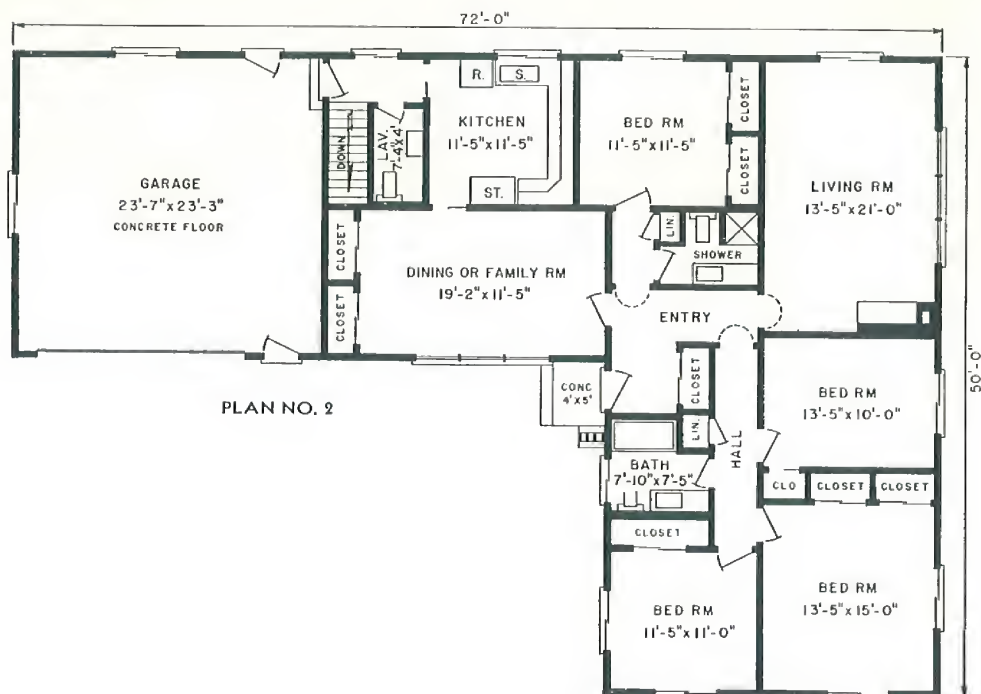 72'-0"
R.
S.
KITCHEN
11'-5"x11'-5"
ST.
DOWN
LAV.
7'-4"x4'
BED RM
11'-5"x11'-5"
CLOSET
CLOSET
LIVING RM
13'-5"x21'-0"
GARAGE
23'-7"x23'-3"
CONCRETE FLOOR
CLOSET
CLOSET
DINING OR FAMILY RM
19'-2"x11'-5"
LIN.
SHOWER
ENTRY
50'-0"
CONC
4'x5'
CLOSET
PLAN NO. 2
BED RM
13'-5"x10'-0"
LIN.
HALL
BATH
7'-10"x7'-5"
CLO
CLOSET
CLOSET
CLOSET
BED RM
11'-5"x11'-0"
BED RM
13'-5"x15'-0"